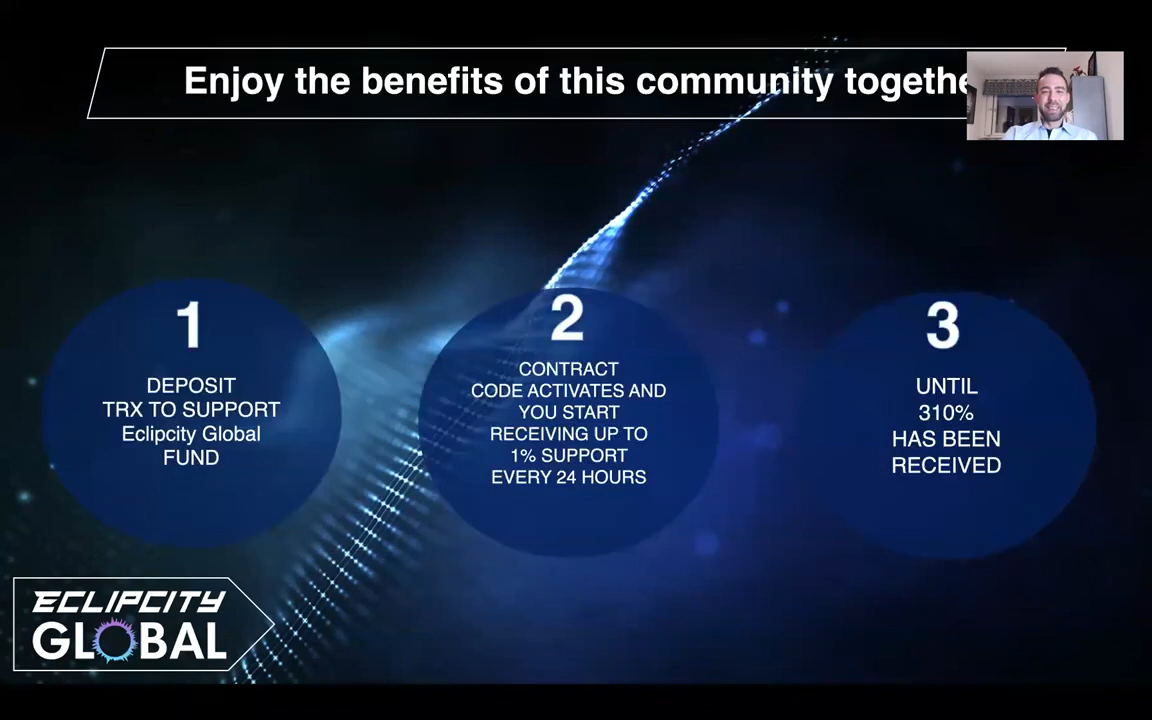 Enjoy the benefits of this community togethe
1
DEPOSIT
TRX TO SUPPORT
Eclipcity Global
FUND
2
CONTRACT
CODE ACTIVATES AND
YOU START
RECEIVING UP TO
1% SUPPORT
EVERY 24 HOURS
3
UNTIL
310%
HAS BEEN
RECEIVED
ECLIPCITY
GLOBAL